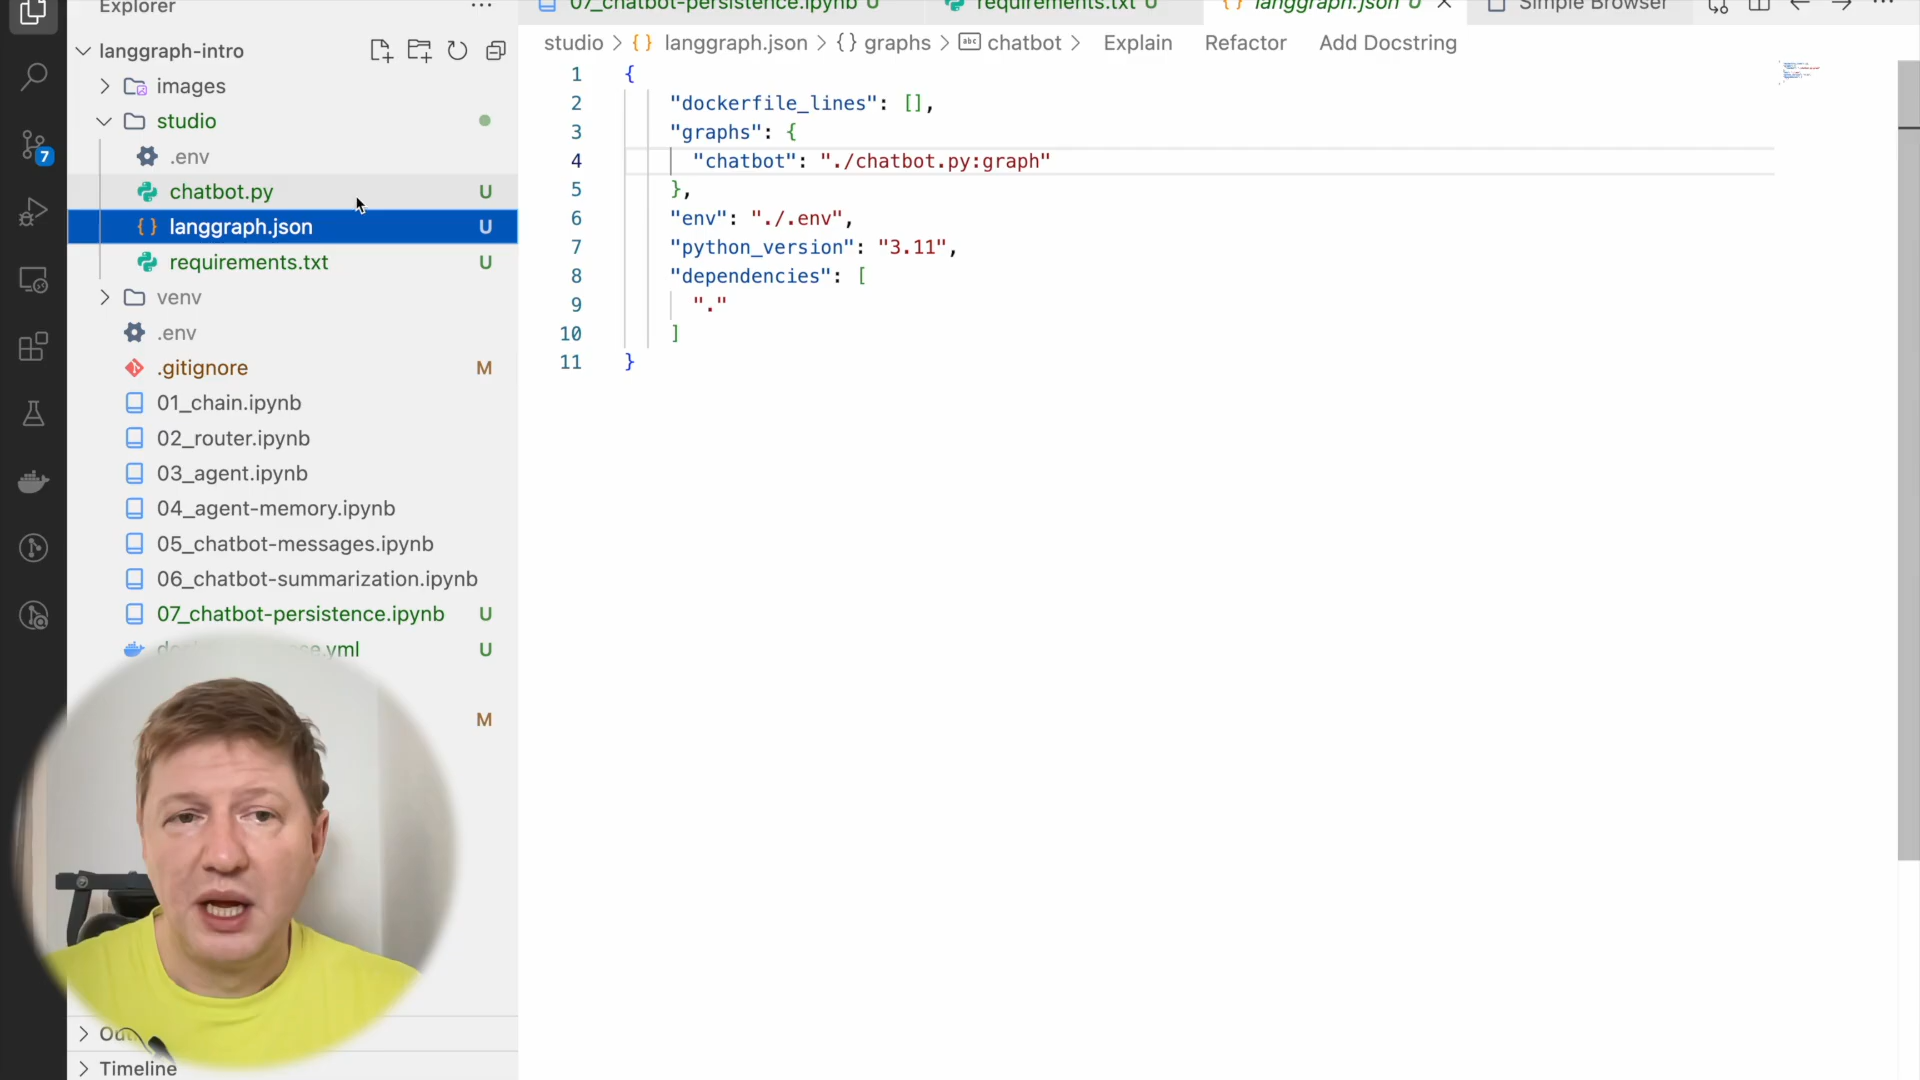 Explorer
07_chatbot-persistence.ipynb U
requirements.txt U
{} langgraph.json U
Simple Browser
langgraph-intro
studio > {} langgraph.json > {} graphs > abc chatbot >
Explain
Refactor
Add Docstring
images
studio
.env
chatbot.py U
{} langgraph.json U
requirements.txt U
venv
.env
.gitignore M
01_chain.ipynb
02_router.ipynb
03_agent.ipynb
04_agent-memory.ipynb
05_chatbot-messages.ipynb
06_chatbot-summarization.ipynb
07_chatbot-persistence.ipynb U
.yml U
M
Timeline
7
1 {
2 "dockerfile_lines": [],
3 "graphs": {
4 "chatbot": "./chatbot.py:graph"
5 },
6 "env": "./.env",
7 "python_version": "3.11",
8 "dependencies": [
9 "."
10 ]
11 }